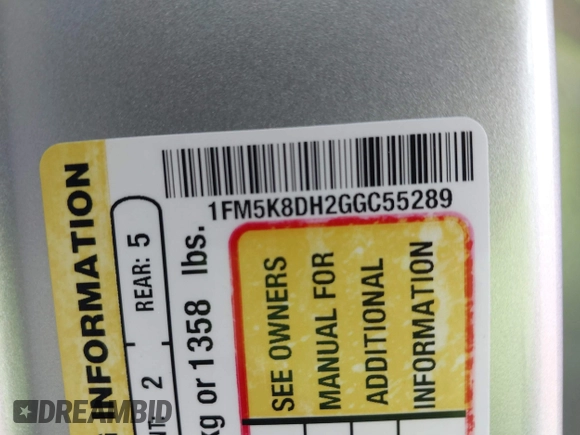 1FM5K8DH2GGC55289
INFORMATION
2 REAR: 5
kg or 1358 lbs.
SEE OWNERS
MANUAL FOR
ADDITIONAL
INFORMATION
DREAMBID